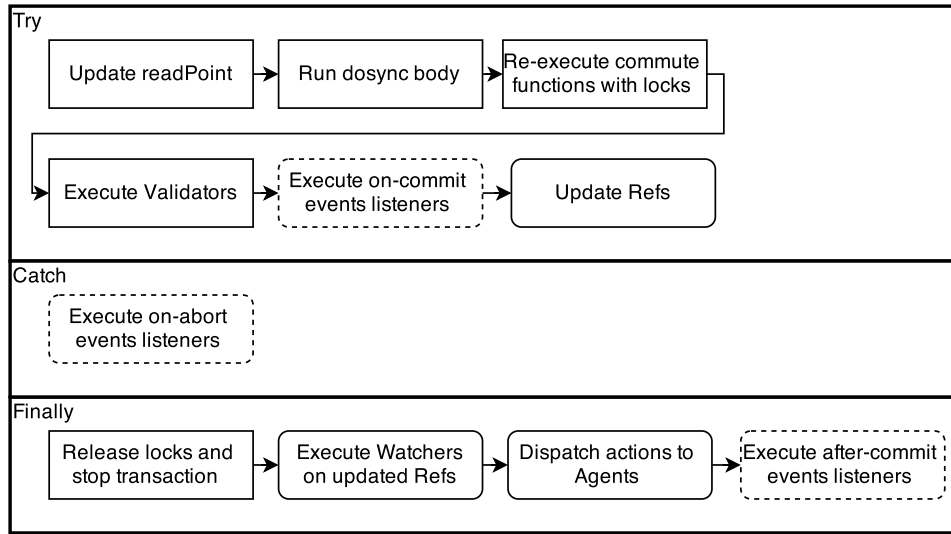 Try
Update readPoint
Run dosync body
Re-execute commute
functions with locks
Execute Validators
Execute on-commit
events listeners
Update Refs
Catch
Execute on-abort
events listeners
Finally
Release locks and
stop transaction
Execute Watchers
on updated Refs
Dispatch actions to
Agents
Execute after-commit
events listeners